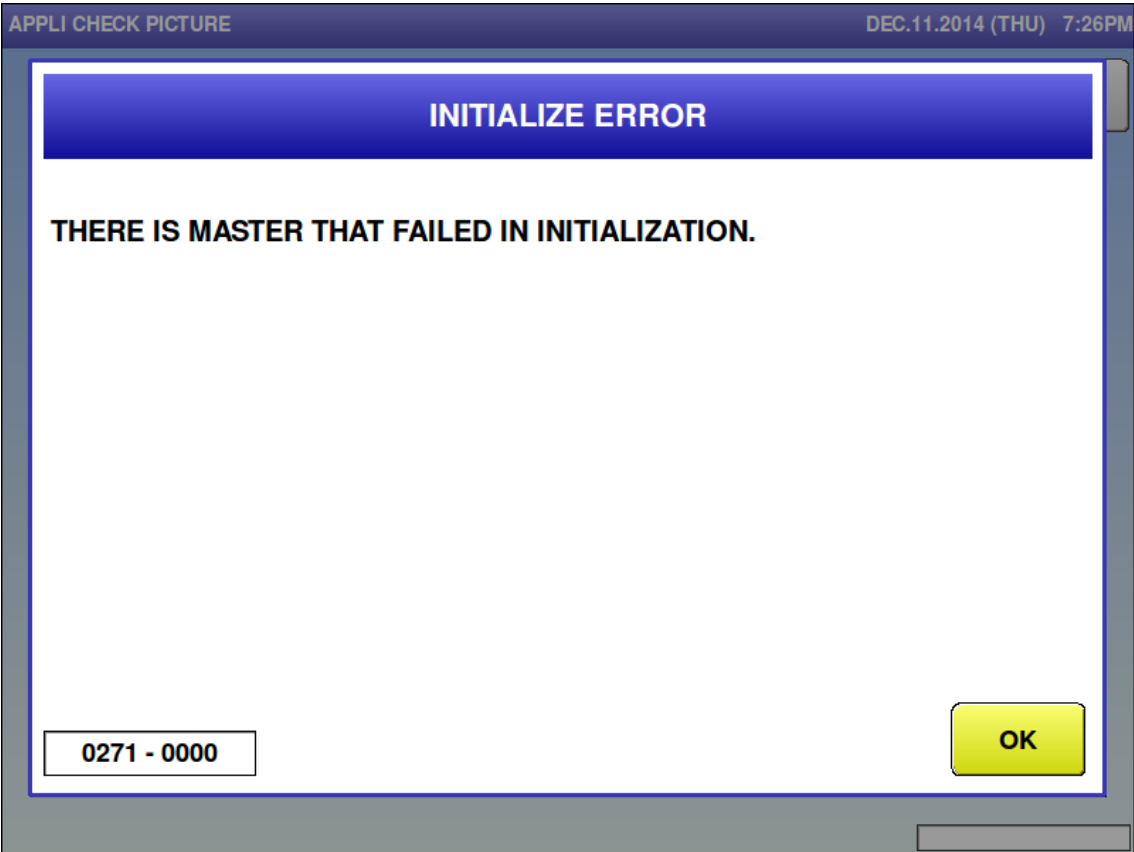 APPLI CHECK PICTURE DEC.11.2014 (THU) 7:26PM
INITIALIZE ERROR
THERE IS MASTER THAT FAILED IN INITIALIZATION.
0271 - 0000 OK